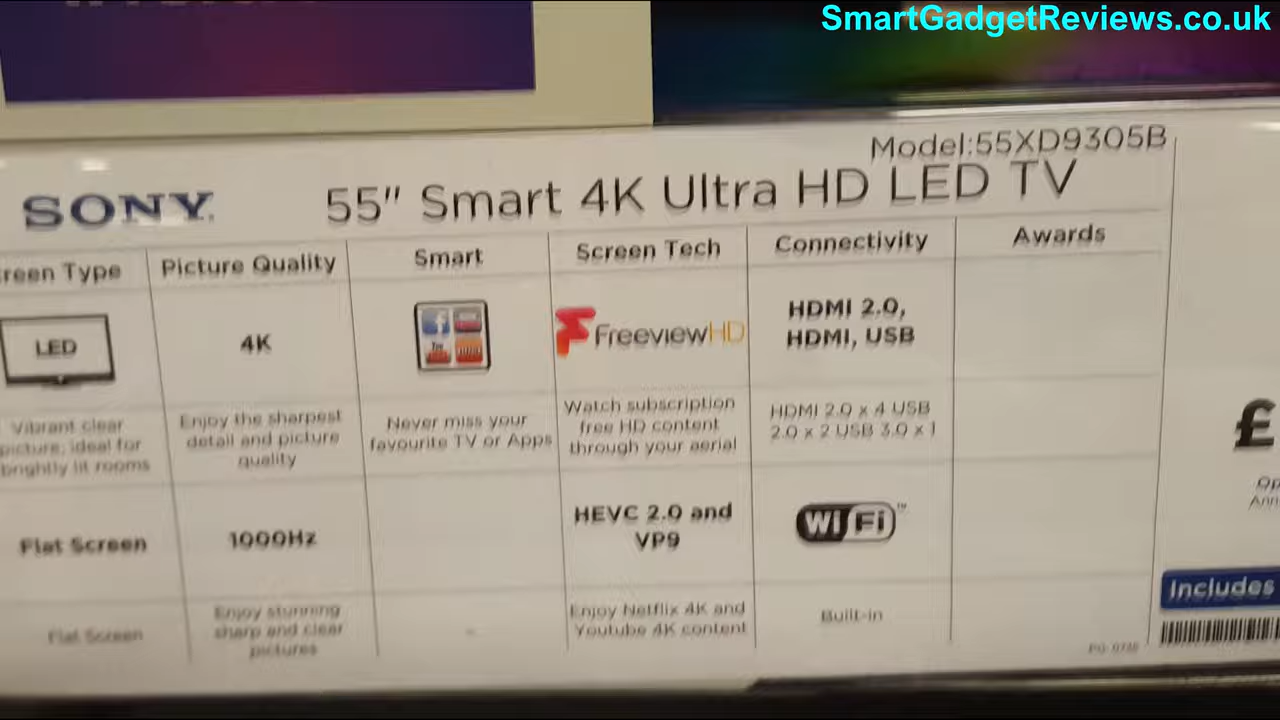 SmartGadgetReviews.co.uk
Model:55XD9305B
SONY
55" Smart 4K Ultra HD LED TV
reen Type
Picture Quality
Smart
Screen Tech
Connectivity
Awards
LED
4K
FreeviewHD
HDMI 2.0,
HDMI, USB
Vibrant clear
picture, ideal for
brightly lit rooms
Enjoy the sharpest
detail and picture
quality
Never miss your
favourite TV or Apps
Watch subscription
free HD content
through your aerial
HDMI 2.0 x 4 USB
2.0 x 2 USB 3.0 x 1
£
Flat Screen
1000Hz
HEVC 2.0 and
VP9
WiFi™
Flat Screen
Enjoy stunning
sharp and clear
pictures
Enjoy Netflix 4K and
Youtube 4K content
Built-in
Includes